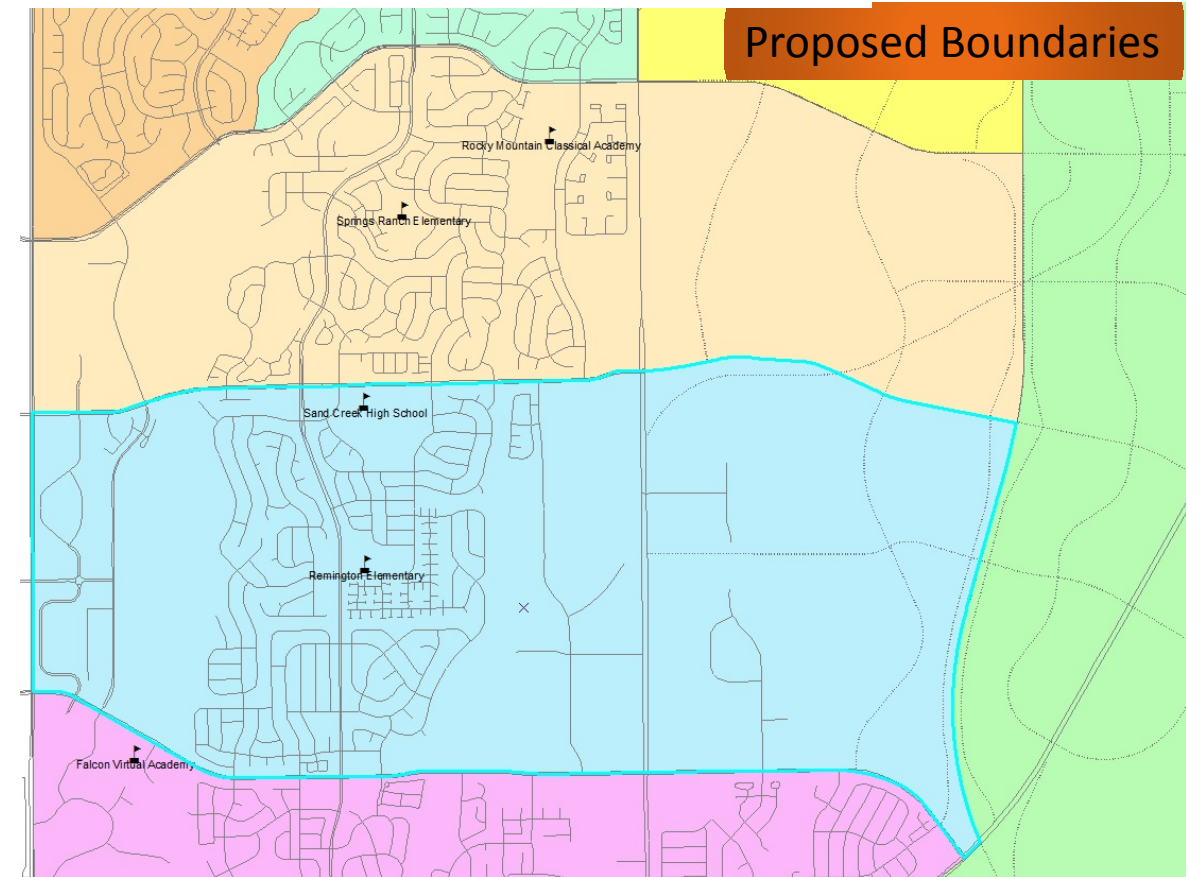 Proposed Boundaries
Rocky Mountain Classical Academy
Springs Ranch Elementary
Sand Creek High School
Remington Elementary
Falcon Virtual Academy